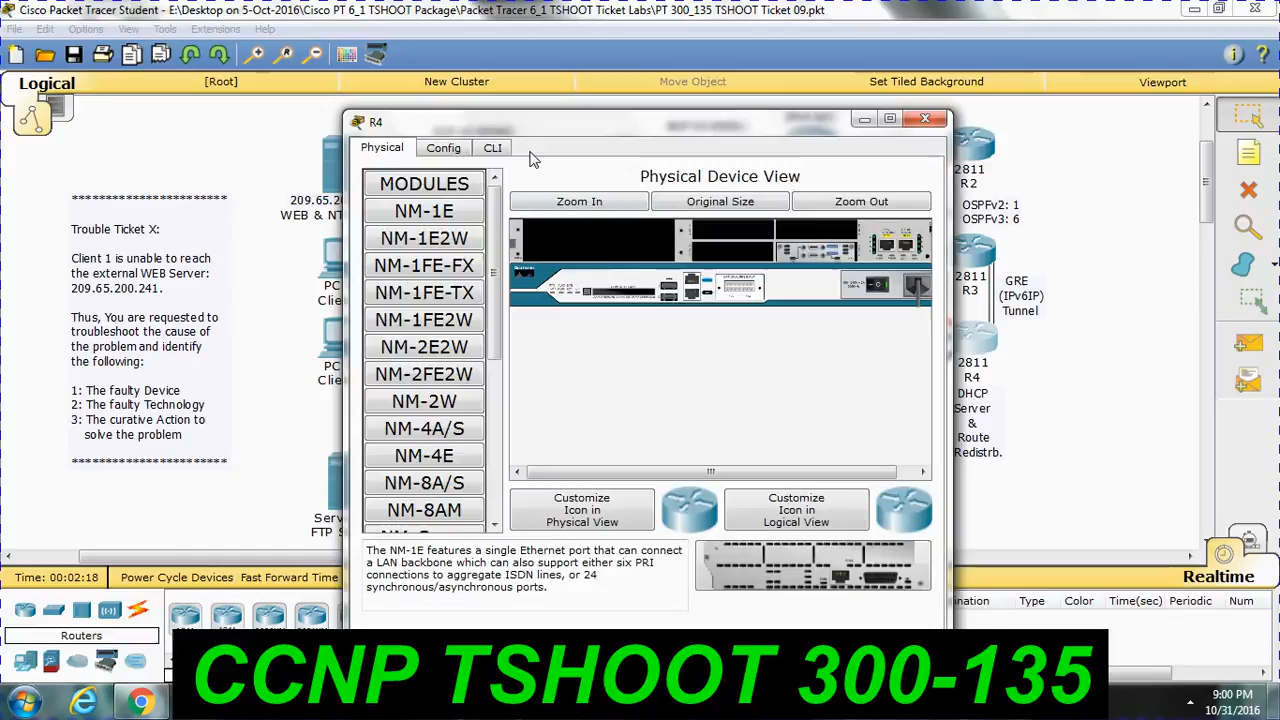 Cisco Packet Tracer Student - E:\Desktop on 5-Oct-2016\Cisco PT 6_1 TSHOOT Package\Packet Tracer 6_1 TSHOOT Ticket Labs\PT 300_135 TSHOOT Ticket 09.pkt
File Edit Options View Tools Extensions Help
Logical [Root] New Cluster Move Object Set Tiled Background Viewport
R4
Physical Config CLI
MODULES
NM-1E
NM-1E2W
NM-1FE-FX
NM-1FE-TX
NM-1FE2W
NM-2E2W
NM-2FE2W
NM-2W
NM-4A/S
NM-4E
NM-8A/S
NM-8AM
Physical Device View
Zoom In Original Size Zoom Out
Customize
Icon in
Physical View
Customize
Icon in
Logical View
The NM-1E features a single Ethernet port that can connect
a LAN backbone which can also support either six PRI
connections to aggregate ISDN lines, or 24
synchronous/asynchronous ports.
**********************
Trouble Ticket X:
Client 1 is unable to reach
the external WEB Server:
209.65.200.241.
Thus, You are requested to
troubleshoot the cause of
the problem and identify
the following:
1: The faulty Device
2: The faulty Technology
3: The curative Action to
solve the problem
**********************
209.65
WEB & NT
PC
Clie
PC
Clie
Serv
FTP S
2811
R2
OSPFv2: 1
OSPFv3: 6
2811
R3
GRE
(IPv6IP)
Tunnel
2811
R4
DHCP
Server
&
Route
Redistrb.
Time: 00:02:18 Power Cycle Devices Fast Forward Time
Realtime
Routers
ination Type Color Time(sec) Periodic Num
CCNP TSHOOT 300-135
9:00 PM
10/31/2016